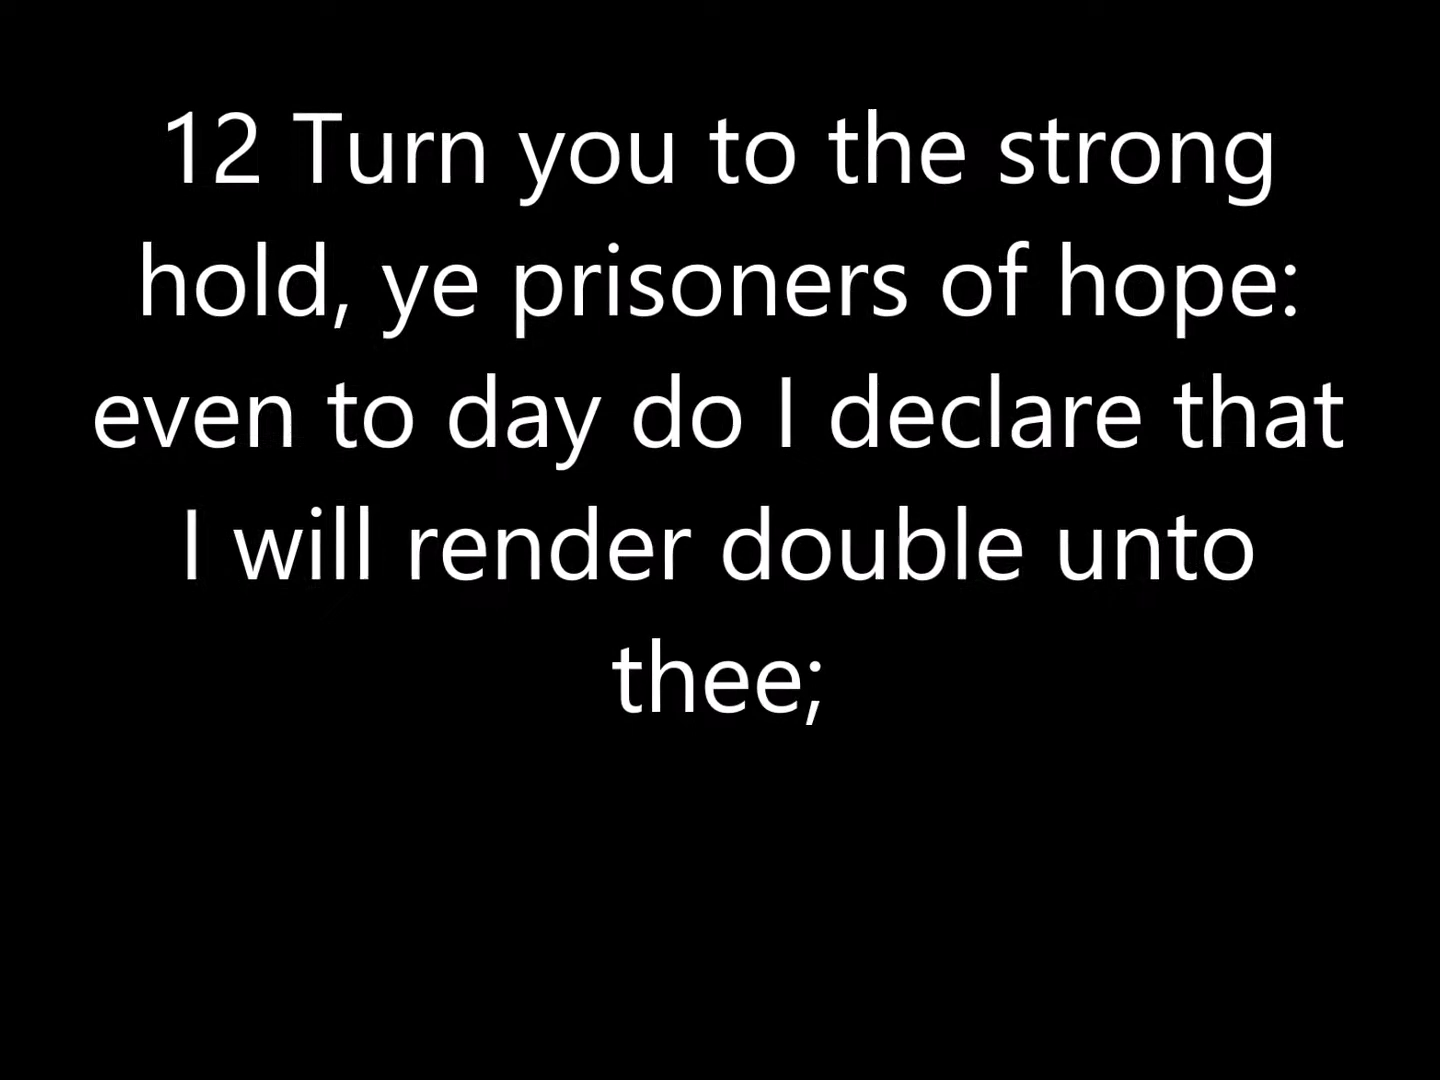 12 Turn you to the strong
hold, ye prisoners of hope:
even to day do I declare that
I will render double unto
thee;